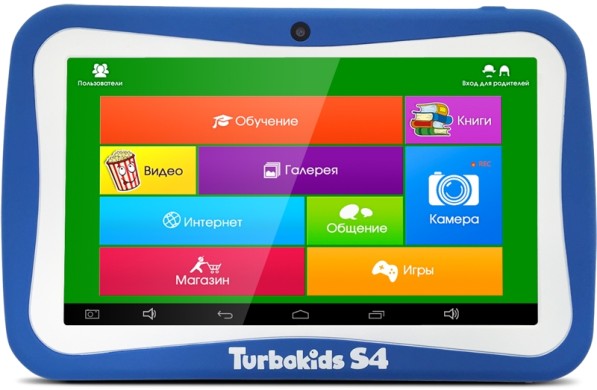 Пользователи
Вход для родителей
Обучение
Книги
Видео
Галерея
REC
Камера
Интернет
Общение
Магазин
Игры
Turbokids S4